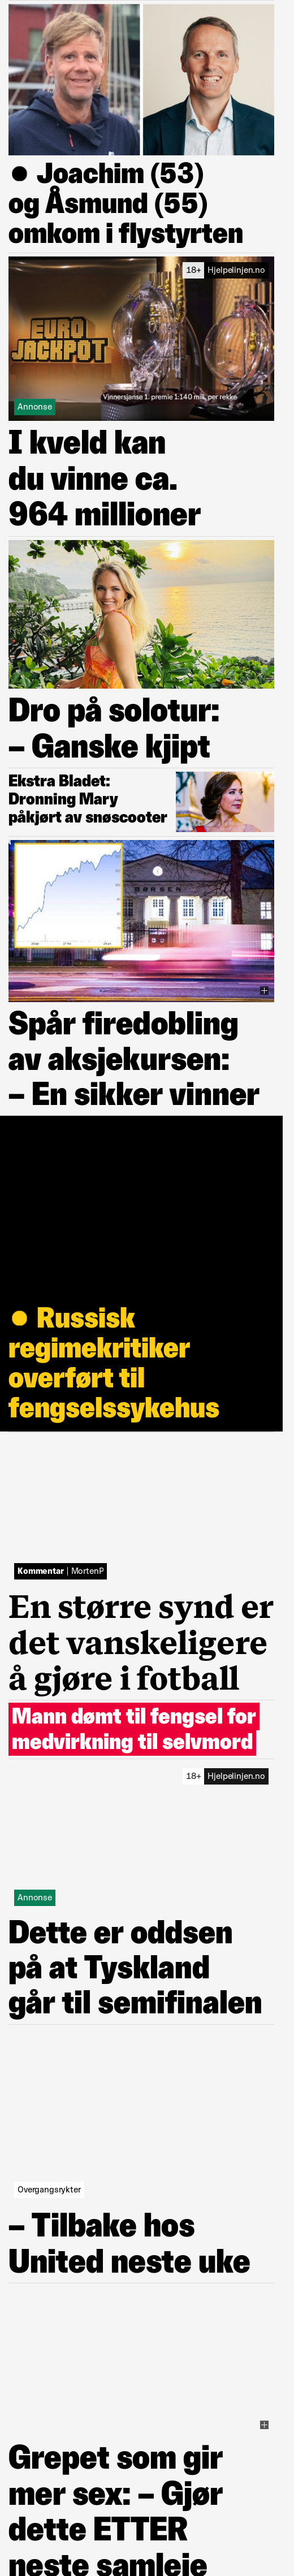 ● Joachim (53)
og Åsmund (55)
omkom i flystyrten
18+ Hjelpelinjen.no
EURO
JACKPOT
Vinnersjanse 1. premie 1:140 mill. per rekke
Annonse
I kveld kan
du vinne ca.
964 millioner
Dro på solotur:
– Ganske kjipt
Ekstra Bladet:
Dronning Mary
påkjørt av snøscooter
BØRSEN
Spår firedobling
av aksjekursen:
– En sikker vinner
● Russisk
regimekritiker
overført til
fengselssykehus
Kommentar | MortenP
En større synd er
det vanskeligere
å gjøre i fotball
Mann dømt til fengsel for
medvirkning til selvmord
18+ Hjelpelinjen.no
Annonse
Dette er oddsen
på at Tyskland
går til semifinalen
Overgangsrykter
– Tilbake hos
United neste uke
Grepet som gir
mer sex: – Gjør
dette ETTER
neste samleie